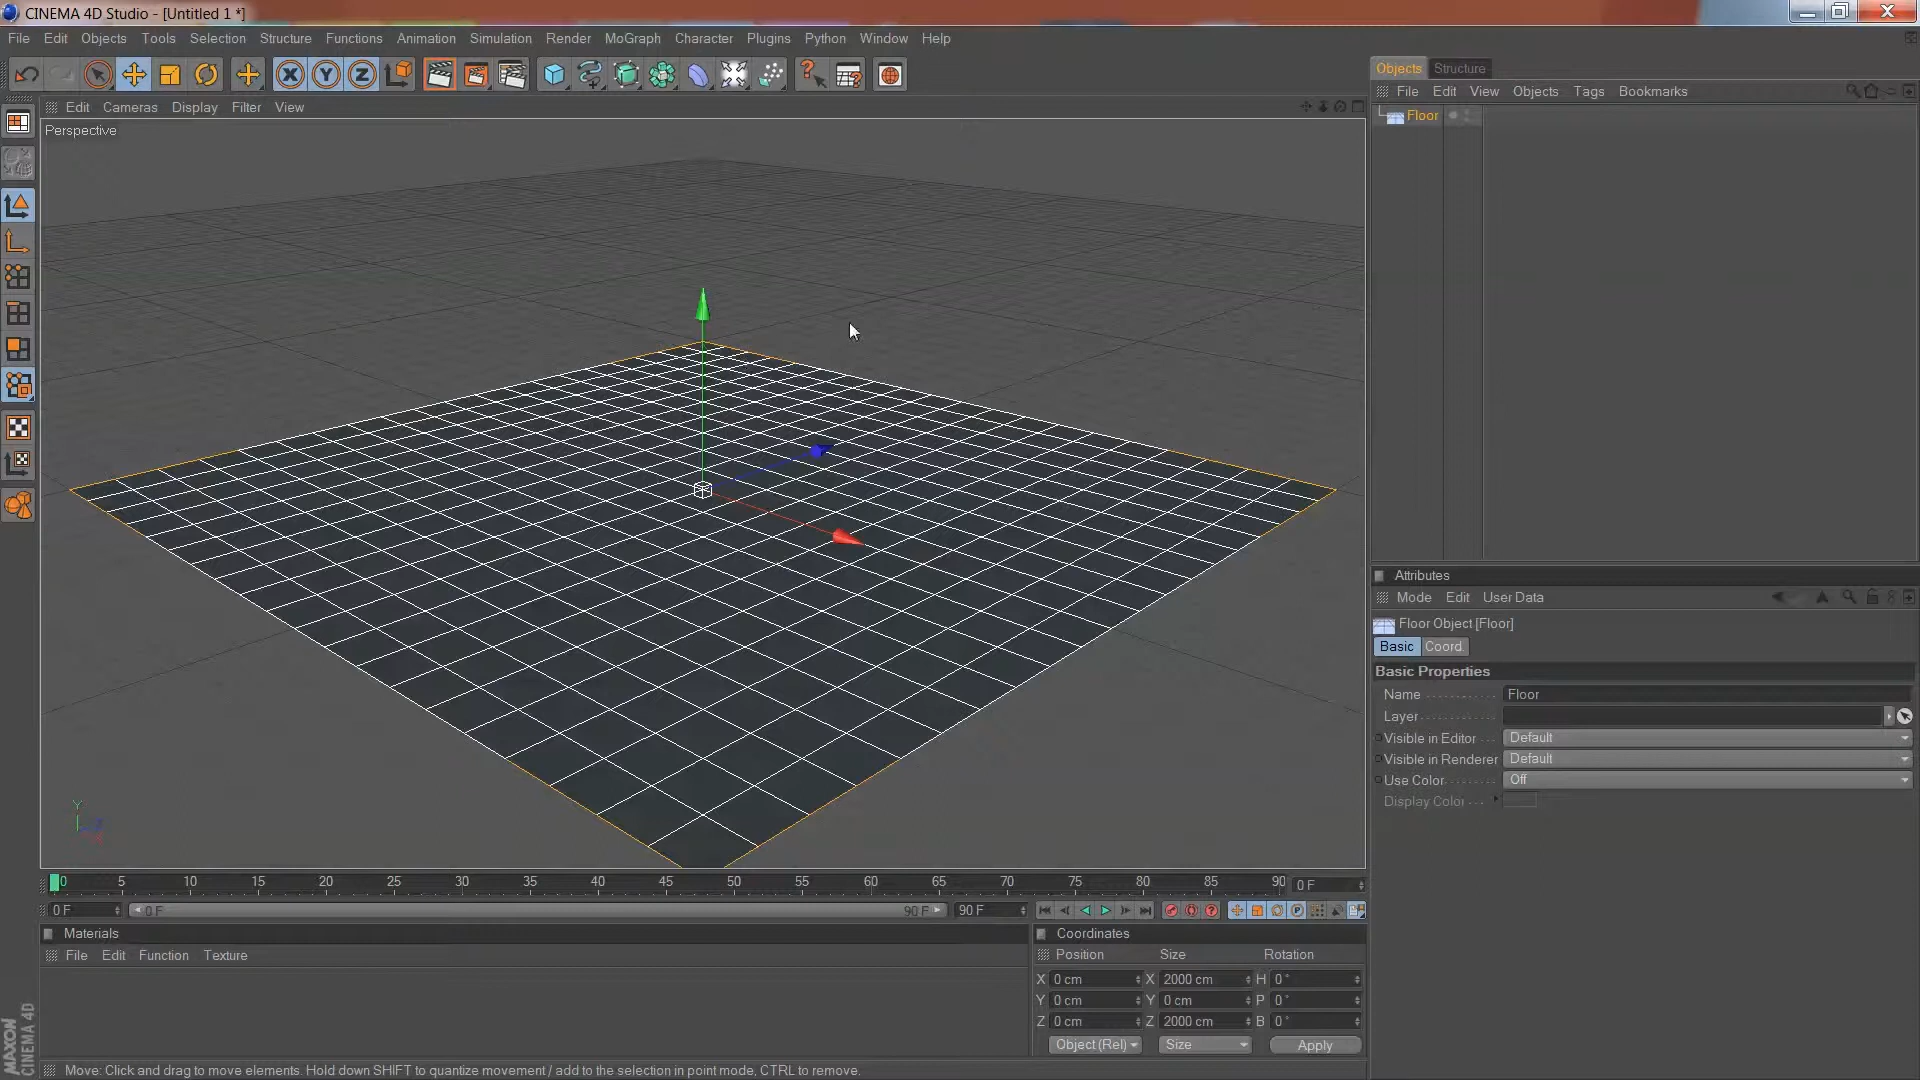 CINEMA 4D Studio - [Untitled 1 *]
File Edit Objects Tools Selection Structure Functions Animation Simulation Render MoGraph Character Plugins Python Window Help
Objects Structure
File Edit View Objects Tags Bookmarks
Floor
Edit Cameras Display Filter View
Perspective
Y
Z
X
Attributes
Mode Edit User Data
Floor Object [Floor]
Basic Coord.
Basic Properties
Name Floor
Layer
Visible in Editor Default
Visible in Renderer Default
Use Color Off
Display Color
0 5 10 15 20 25 30 35 40 45 50 55 60 65 70 75 80 85 90 0 F
0 F 0 F 90 F 90 F
Materials
File Edit Function Texture
Coordinates
Position Size Rotation
X 0 cm X 2000 cm H 0 °
Y 0 cm Y 0 cm P 0 °
Z 0 cm Z 2000 cm B 0 °
Object (Rel) Size Apply
MAXON
CINEMA 4D
Move: Click and drag to move elements. Hold down SHIFT to quantize movement / add to the selection in point mode, CTRL to remove.